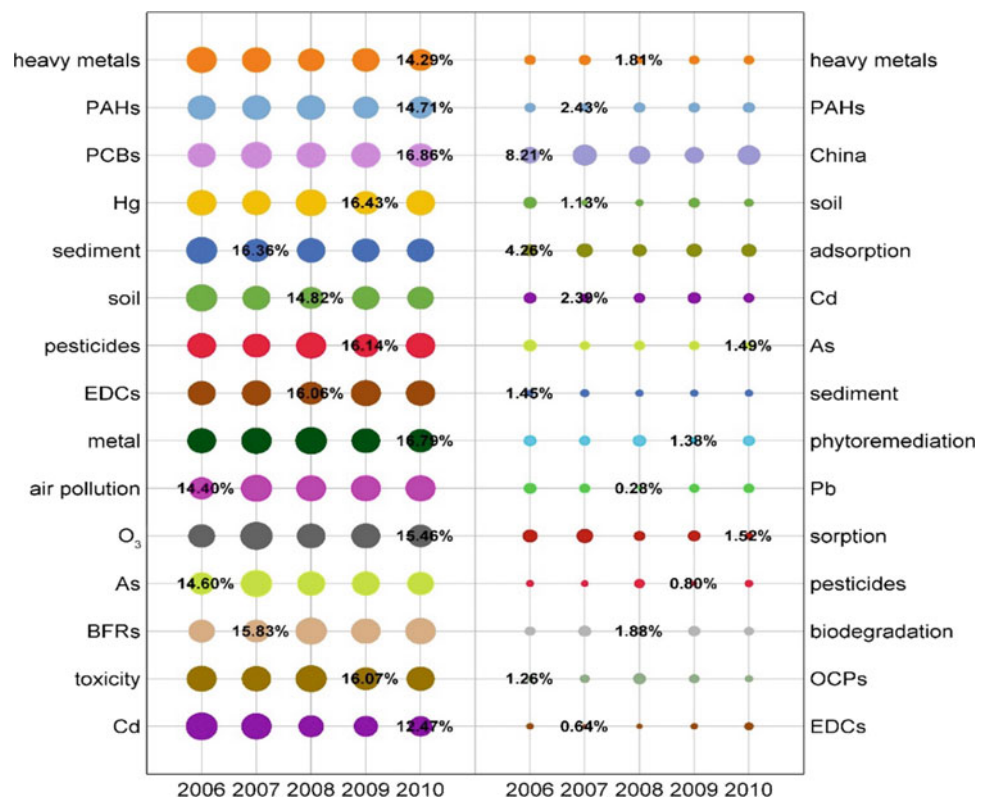 heavy metals 14.29% 1.81% heavy metals
PAHs 14.71% 2.43% PAHs
PCBs 16.86% 8.21% China
Hg 16.43% 1.13% soil
sediment 16.36% 4.26% adsorption
soil 14.82% 2.39% Cd
pesticides 16.14% 1.49% As
EDCs 16.06% 1.45% sediment
metal 16.79% 1.38% phytoremediation
air pollution 14.40% 0.28% Pb
O₃ 15.46% 1.52% sorption
As 14.60% 0.80% pesticides
BFRs 15.83% 1.88% biodegradation
toxicity 16.07% 1.26% OCPs
Cd 12.47% 0.64% EDCs
2006 2007 2008 2009 2010 2006 2007 2008 2009 2010